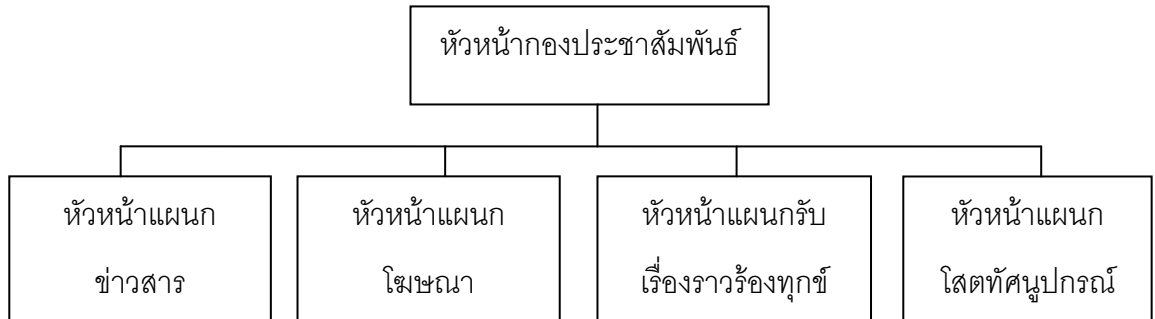 หัวหน้ากองประชาสัมพันธ์
หัวหน้าแผนก
ข่าวสาร
หัวหน้าแผนก
โฆษณา
หัวหน้าแผนกรับ
เรื่องราวร้องทุกข์
หัวหน้าแผนก
โสตทัศนูปกรณ์